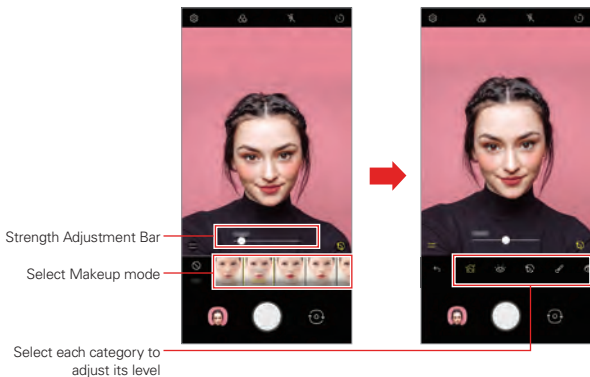 Strength Adjustment Bar
Select Makeup mode
Select each category to
adjust its level